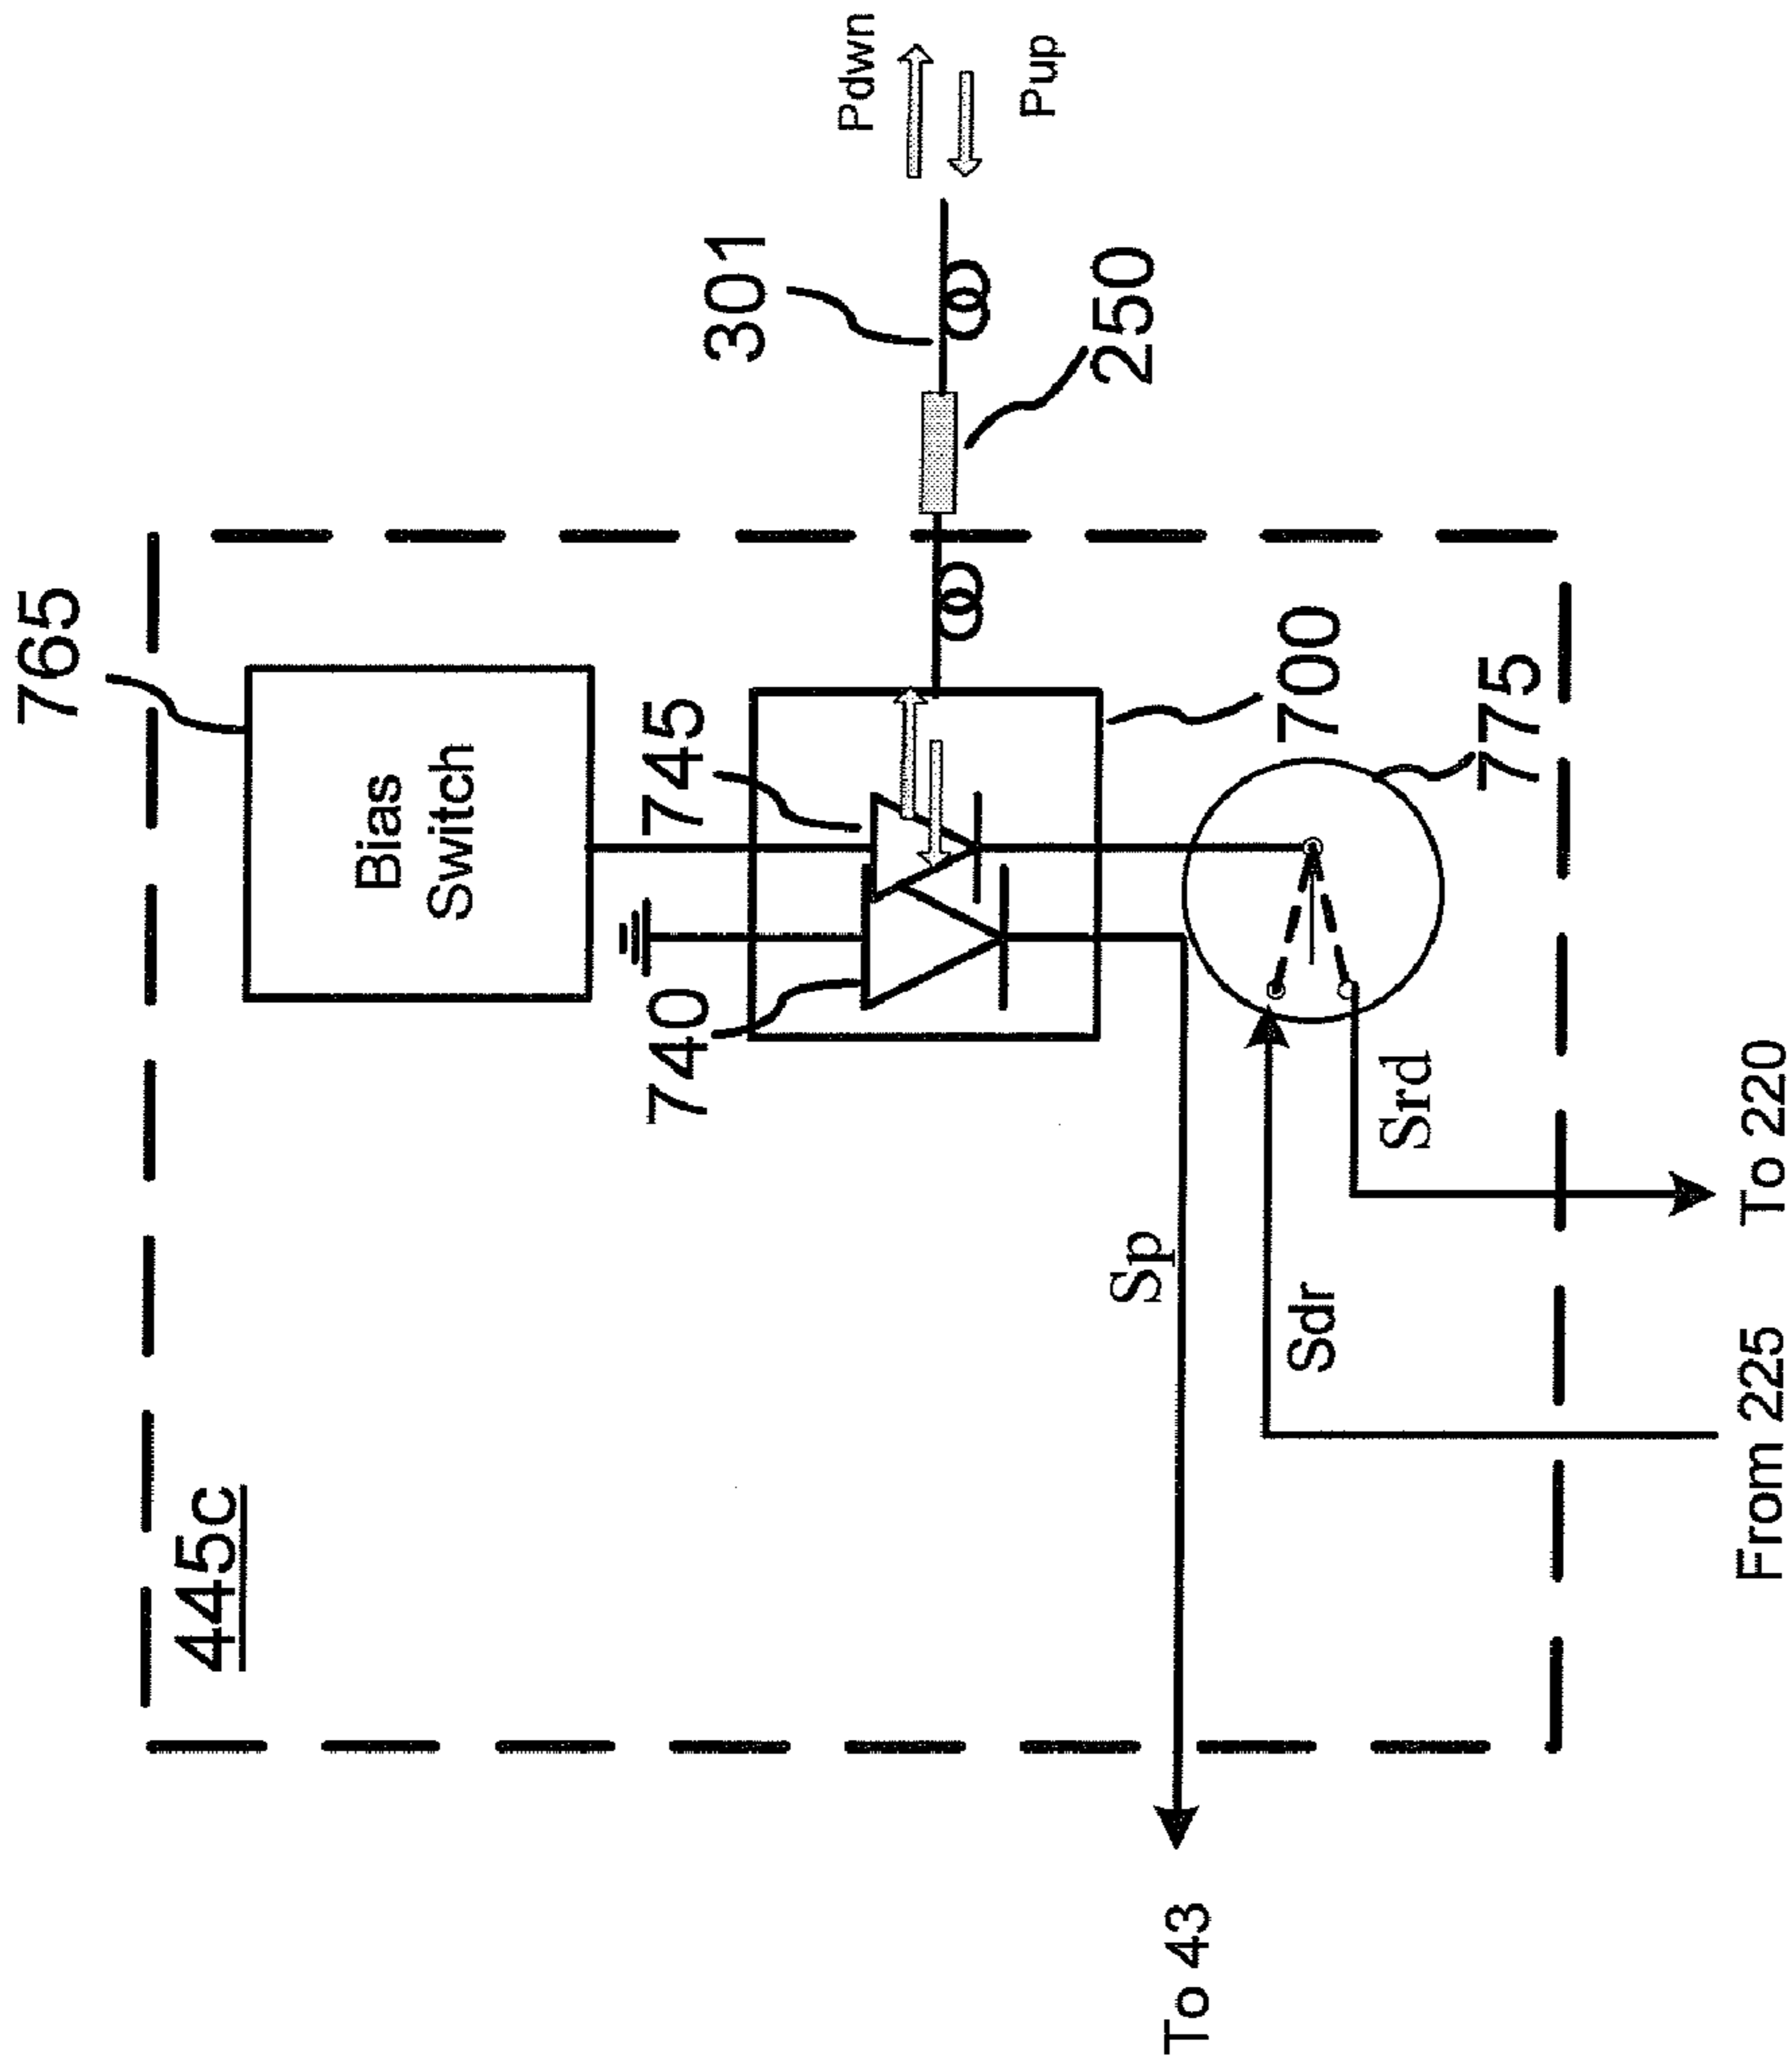 445c
765
Bias
Switch
745
740
301
250
Pdwn
Pup
700
775
Sp
Sdr
Srd
To 43
From 225
To 220